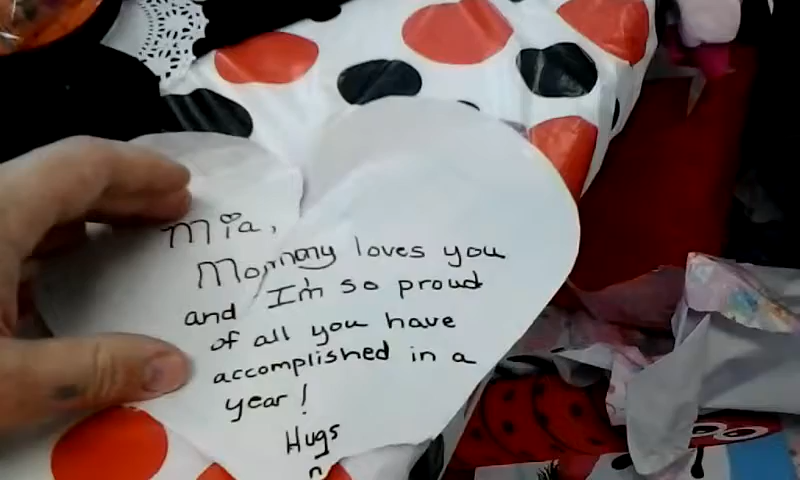 Mia,
Mommy loves you
and I'm so proud
of all you have
accomplished in a
year!
Hugs
n